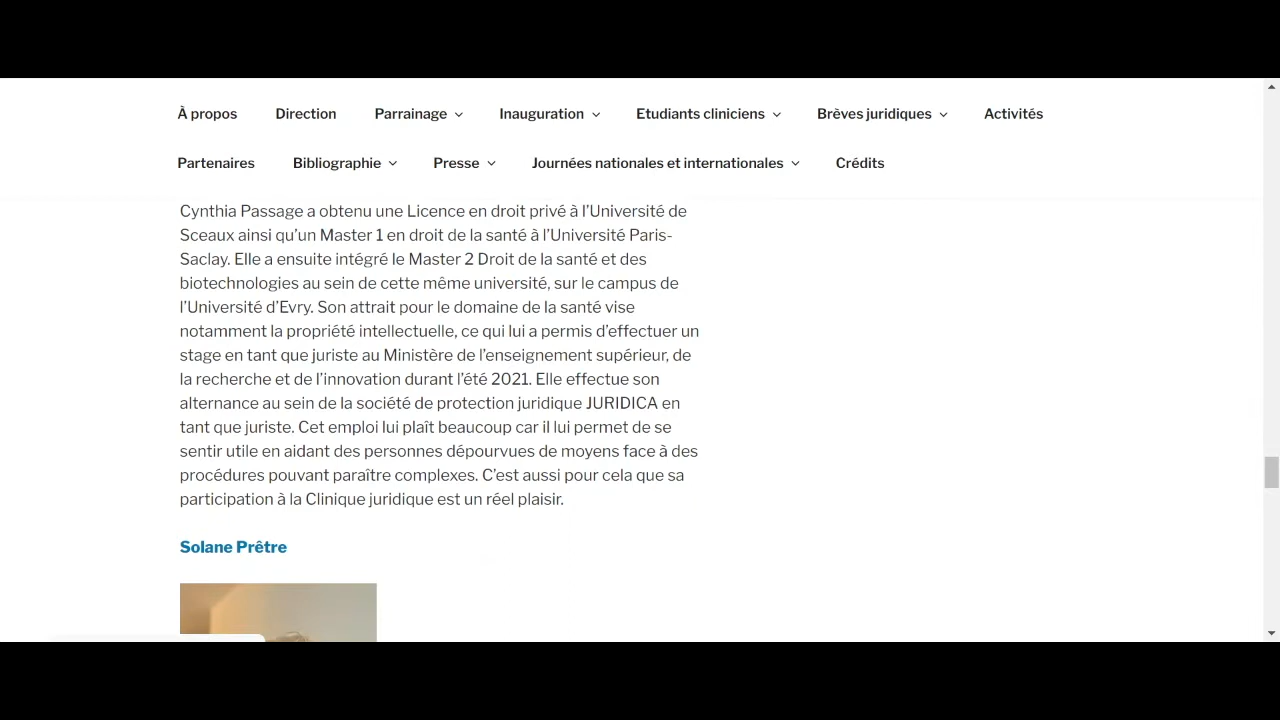 À propos Direction Parrainage Inauguration Etudiants cliniciens Brèves juridiques Activités
Partenaires Bibliographie Presse Journées nationales et internationales Crédits
Cynthia Passage a obtenu une Licence en droit privé à l’Université de
Sceaux ainsi qu’un Master 1 en droit de la santé à l’Université Paris-
Saclay. Elle a ensuite intégré le Master 2 Droit de la santé et des
biotechnologies au sein de cette même université, sur le campus de
l’Université d’Evry. Son attrait pour le domaine de la santé vise
notamment la propriété intellectuelle, ce qui lui a permis d’effectuer un
stage en tant que juriste au Ministère de l’enseignement supérieur, de
la recherche et de l’innovation durant l’été 2021. Elle effectue son
alternance au sein de la société de protection juridique JURIDICA en
tant que juriste. Cet emploi lui plaît beaucoup car il lui permet de se
sentir utile en aidant des personnes dépourvues de moyens face à des
procédures pouvant paraître complexes. C’est aussi pour cela que sa
participation à la Clinique juridique est un réel plaisir.
Solane Prêtre